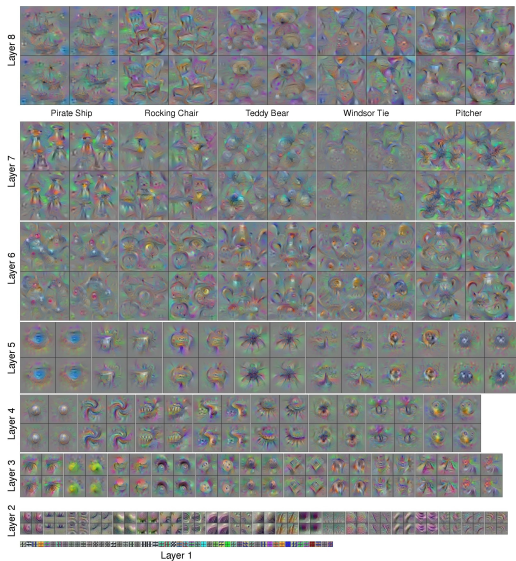 Layer 8
Pirate Ship Rocking Chair Teddy Bear Windsor Tie Pitcher
Layer 7
Layer 6
Layer 5
Layer 4
Layer 3
Layer 2
Layer 1